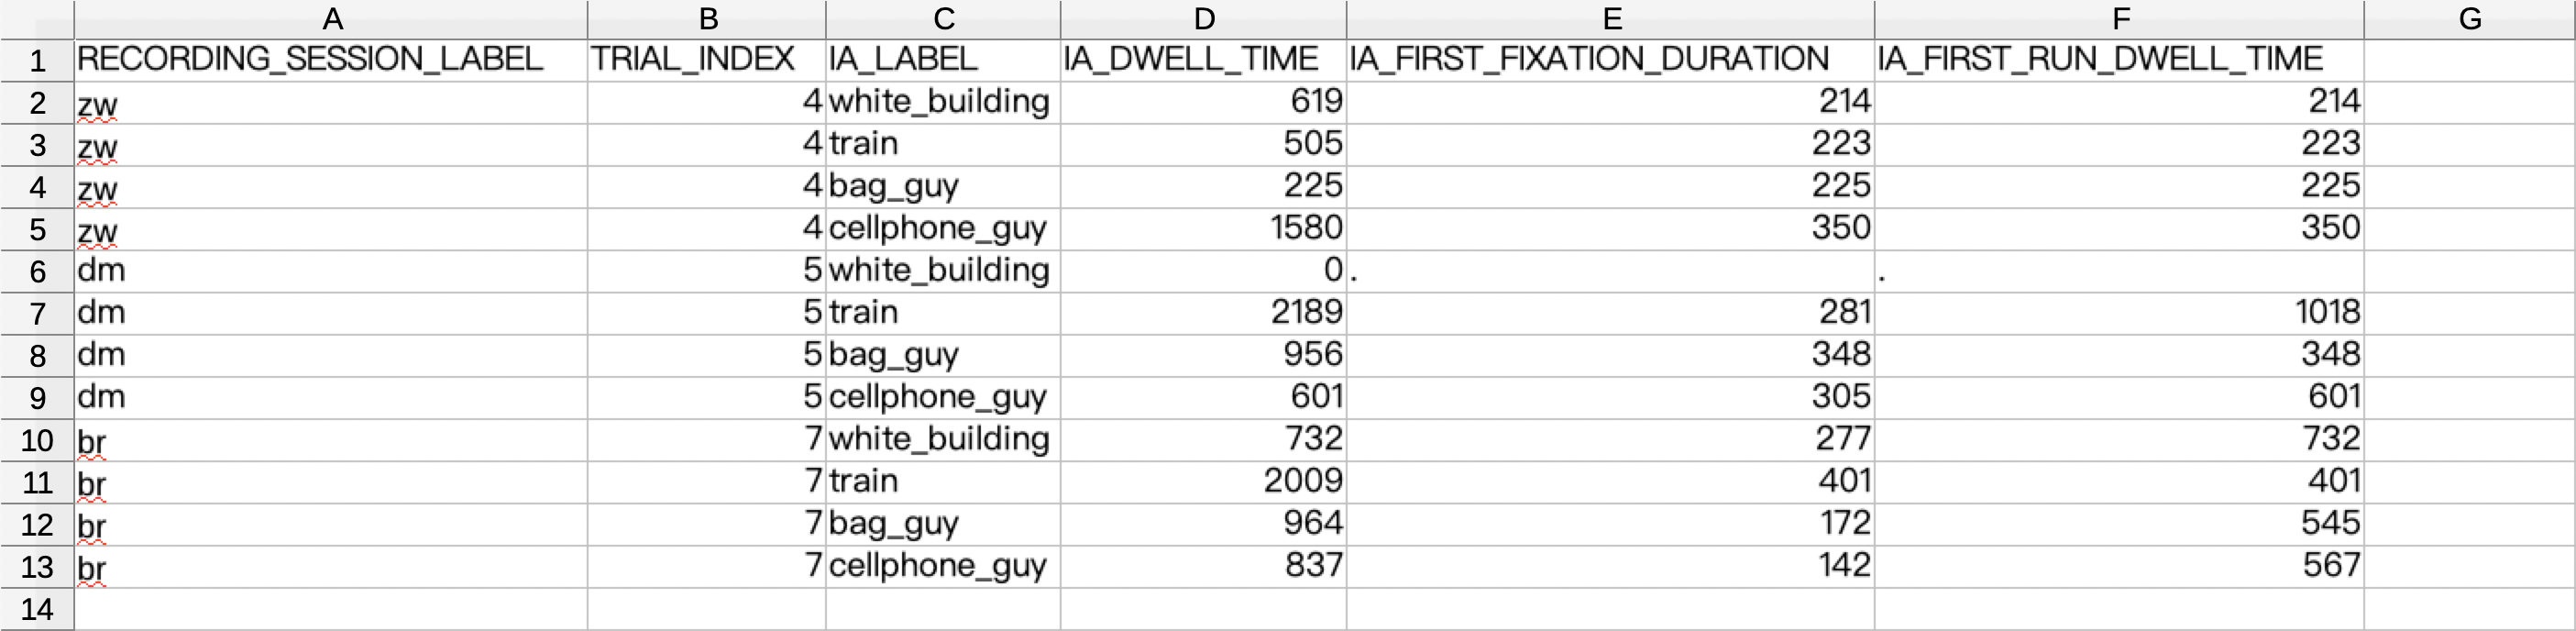 A B C D E F G
1 RECORDING_SESSION_LABEL TRIAL_INDEX IA_LABEL IA_DWELL_TIME IA_FIRST_FIXATION_DURATION IA_FIRST_RUN_DWELL_TIME
2 zw 4 white_building 619 214 214
3 zw 4 train 505 223 223
4 zw 4 bag_guy 225 225 225
5 zw 4 cellphone_guy 1580 350 350
6 dm 5 white_building 0 . .
7 dm 5 train 2189 281 1018
8 dm 5 bag_guy 956 348 348
9 dm 5 cellphone_guy 601 305 601
10 br 7 white_building 732 277 732
11 br 7 train 2009 401 401
12 br 7 bag_guy 964 172 545
13 br 7 cellphone_guy 837 142 567
14